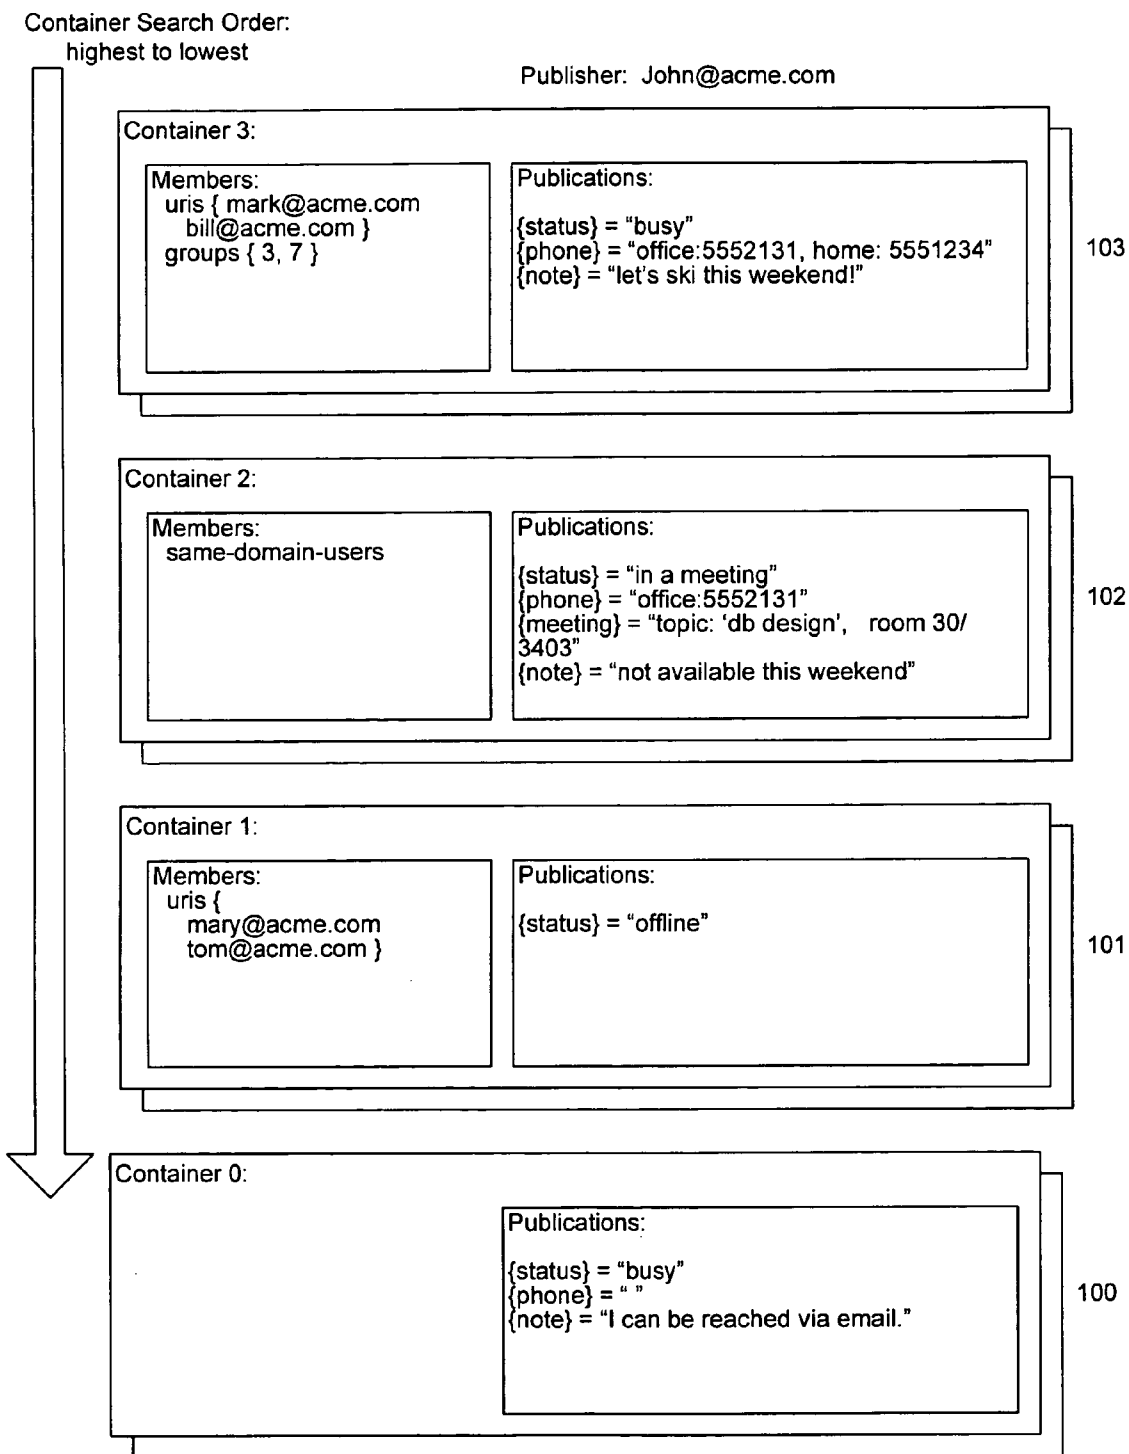 Container Search Order:
highest to lowest
Publisher: John@acme.com
Container 3:
Members:
uris { mark@acme.com
bill@acme.com }
groups { 3, 7 }
Publications:
{status} = “busy”
{phone} = “office:5552131, home: 5551234”
{note} = “let’s ski this weekend!”
103
Container 2:
Members:
same-domain-users
Publications:
{status} = “in a meeting”
{phone} = “office:5552131”
{meeting} = “topic: ‘db design’, room 30/
3403”
{note} = “not available this weekend”
102
Container 1:
Members:
uris {
mary@acme.com
tom@acme.com }
Publications:
{status} = “offline”
101
Container 0:
Publications:
{status} = “busy”
{phone} = “ ”
{note} = “I can be reached via email.”
100